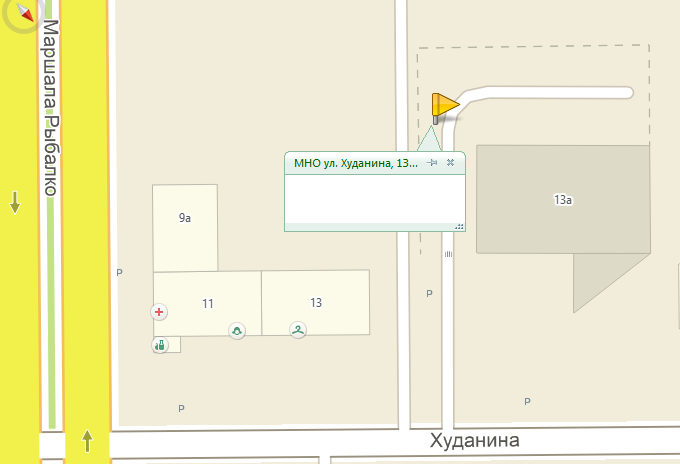 Маршала Рыбалко
МНО ул. Худанина, 13...
13а
9а
11
13
P
P
P
P
Худанина